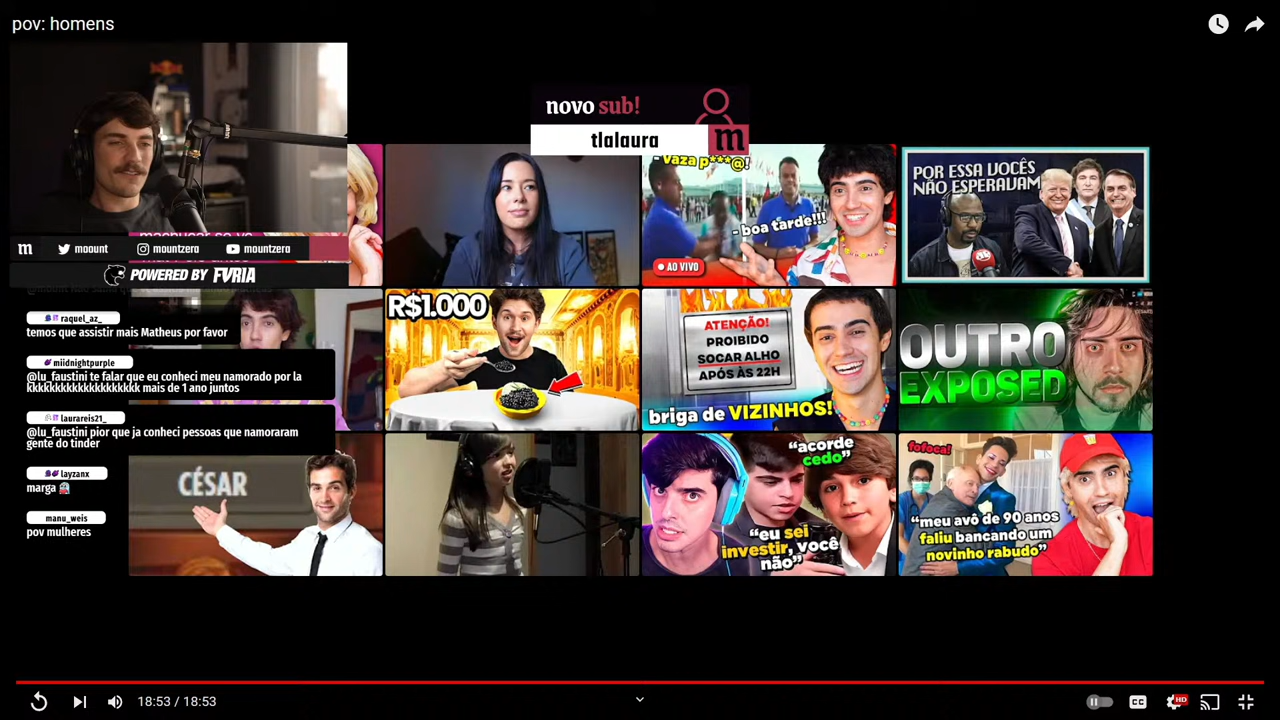 pov: homens
novo sub!
tlalaura
m
m
moount
mountzera
mountzera
POWERED BY FVRIA
raquel_az_
temos que assistir mais Matheus por favor
miidnightpurple
@lu_faustini te falar que eu conheci meu namorado por la
kkkkkkkkkkkkkkkkkkk mais de 1 ano juntos
laurareis21_
@lu_faustini pior que ja conheci pessoas que namoraram
gente do tinder
layzanx
marga
manu_weis
pov mulheres
- vaza p***@!
- boa tarde!!!
AO VIVO
POR ESSA VOCÊS
NÃO ESPERAVAM
R$1.000
ATENÇÃO!
PROIBIDO
SOCAR ALHO
APÓS ÀS 22H
briga de VIZINHOS!
OUTRO
EXPOSED
CÉSAR
“acorde
cedo”
“eu sei
investir, você
não”
fofoca!
“meu avô de 90 anos
faliu bancando um
novinho rabudo”
18:53 / 18:53
CC
HD